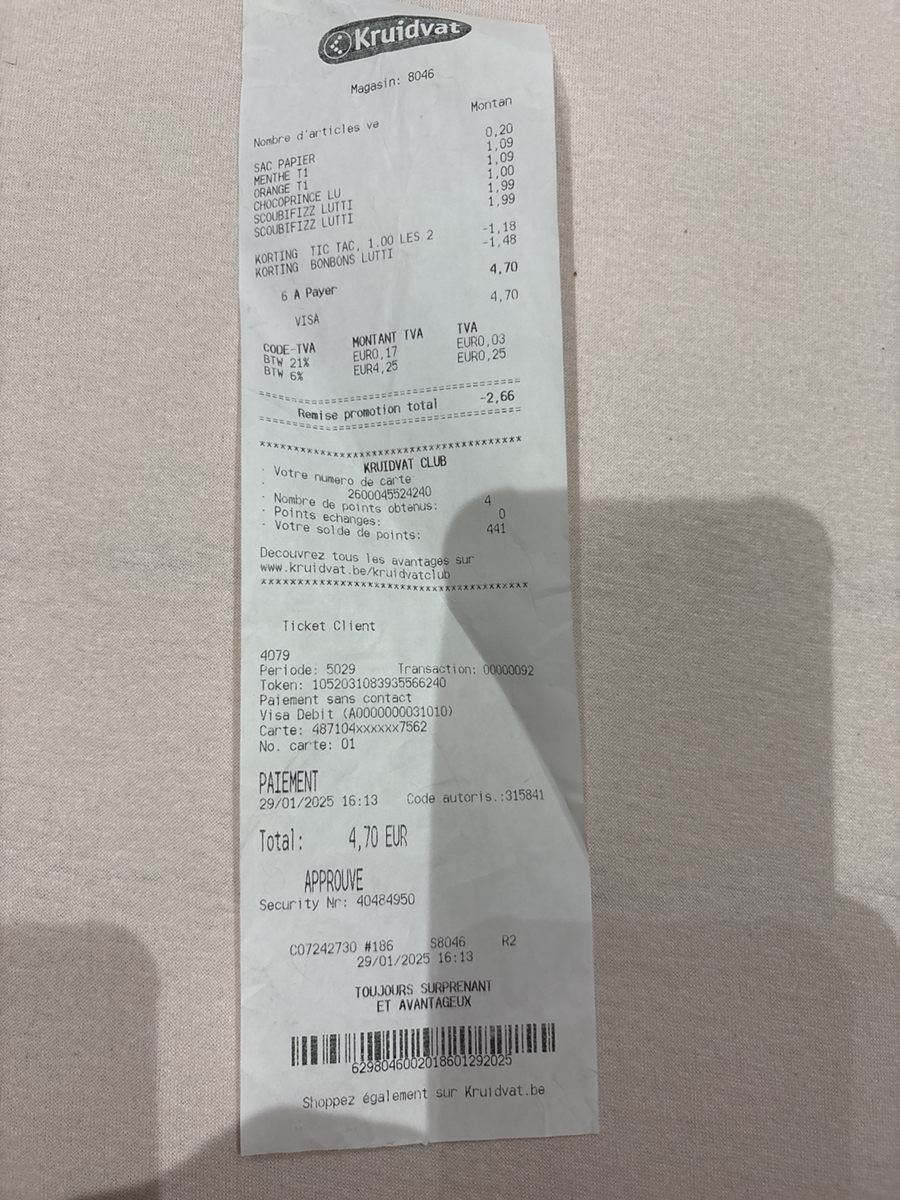 Kruidvat
Magasin: 8046
Nombre d'articles ve Montan
SAC PAPIER 0,20
MENTHE T1 1,09
ORANGE T1 1,09
CHOCOPRINCE LU 1,00
SCOUBIFIZZ LUTTI 1,99
SCOUBIFIZZ LUTTI 1,99
KORTING TIC TAC, 1.00 LES 2 -1,18
KORTING BONBONS LUTTI -1,48
6 A Payer 4,70
VISA 4,70
CODE-TVA MONTANT TVA TVA
BTW 21% EUR0,17 EUR0,03
BTW 6% EUR4,25 EUR0,25
================================
Remise promotion total -2,66
================================
*********************************
KRUIDVAT CLUB
· Votre numero de carte
· 2600045524240
· Nombre de points obtenus: 4
· Points echanges: 0
· Votre solde de points: 441
Decouvrez tous les avantages sur
www.kruidvat.be/kruidvatclub
*********************************
Ticket Client
4079
Periode: 5029 Transaction: 00000092
Token: 1052031083935566240
Paiement sans contact
Visa Debit (A0000000031010)
Carte: 487104xxxxxx7562
No. carte: 01
PAIEMENT
29/01/2025 16:13 Code autoris.:315841
Total: 4,70 EUR
APPROUVE
Security Nr: 40484950
C07242730 #186 S8046 R2
29/01/2025 16:13
TOUJOURS SURPRENANT
ET AVANTAGEUX
6298046002018601292025
Shoppez également sur Kruidvat.be